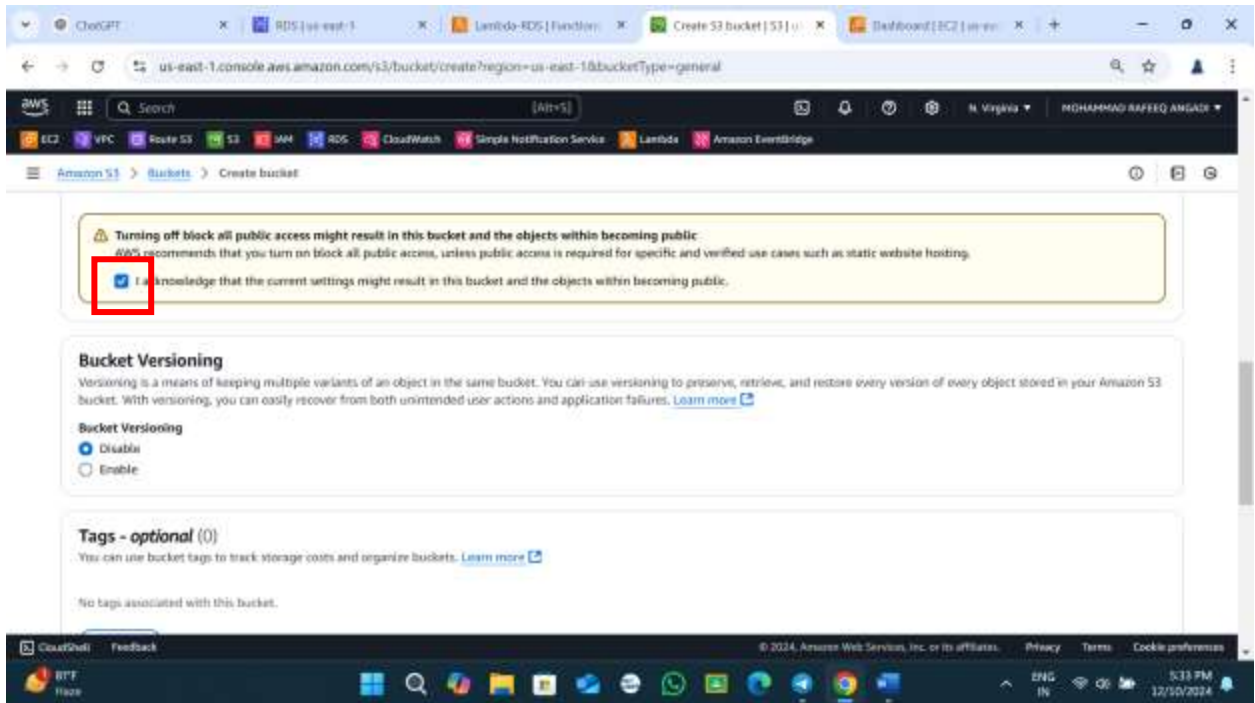 ChatGPT
RDS | us-east-1
Lambda-RDS | Function
Create S3 bucket | S3 | u
Dashboard | EC2 | us-ea
us-east-1.console.aws.amazon.com/s3/bucket/create?region=us-east-1&bucketType=general
aws
Search
[Alt+S]
N. Virginia
MOHAMMAD RAFEEQ ANGADI
EC2 VPC Route 53 S3 IAM RDS CloudWatch Simple Notification Service Lambda Amazon EventBridge
Amazon S3 > Buckets > Create bucket
Turning off block all public access might result in this bucket and the objects within becoming public
AWS recommends that you turn on block all public access, unless public access is required for specific and verified use cases such as static website hosting.
I acknowledge that the current settings might result in this bucket and the objects within becoming public.
Bucket Versioning
Versioning is a means of keeping multiple variants of an object in the same bucket. You can use versioning to preserve, retrieve, and restore every version of every object stored in your Amazon S3
bucket. With versioning, you can easily recover from both unintended user actions and application failures. Learn more
Bucket Versioning
Disable
Enable
Tags - optional (0)
You can use bucket tags to track storage costs and organize buckets. Learn more
No tags associated with this bucket.
CloudShell Feedback
© 2024, Amazon Web Services, Inc. or its affiliates. Privacy Terms Cookie preferences
81°F
Haze
ENG
IN
5:33 PM
12/10/2024